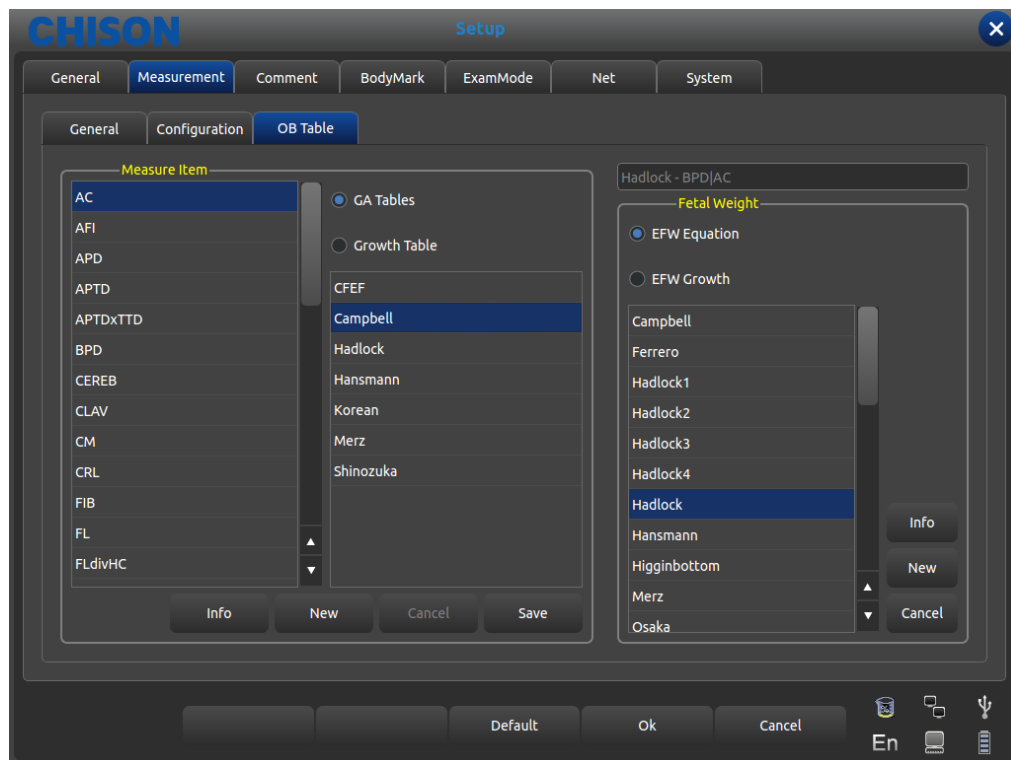 CHISON
Setup
General
Measurement
Comment
BodyMark
ExamMode
Net
System
General
Configuration
OB Table
Measure Item
AC
AFI
APD
APTD
APTDxTTD
BPD
CEREB
CLAV
CM
CRL
FIB
FL
FLdivHC
GA Tables
Growth Table
CFEF
Campbell
Hadlock
Hansmann
Korean
Merz
Shinozuka
Info
New
Cancel
Save
Hadlock - BPD|AC
Fetal Weight
EFW Equation
EFW Growth
Campbell
Ferrero
Hadlock1
Hadlock2
Hadlock3
Hadlock4
Hadlock
Hansmann
Higginbottom
Merz
Osaka
Info
New
Cancel
Default
Ok
Cancel
En